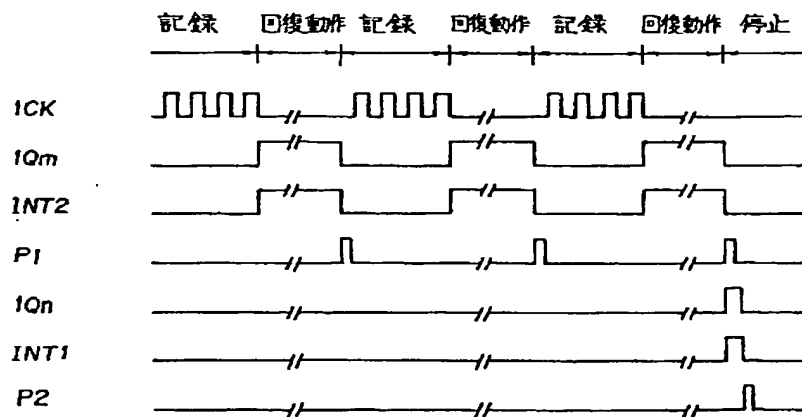 記録 回復動作 記録 回復動作 記録 回復動作 停止
1CK
1Qm
INT2
P1
1Qn
INT1
P2